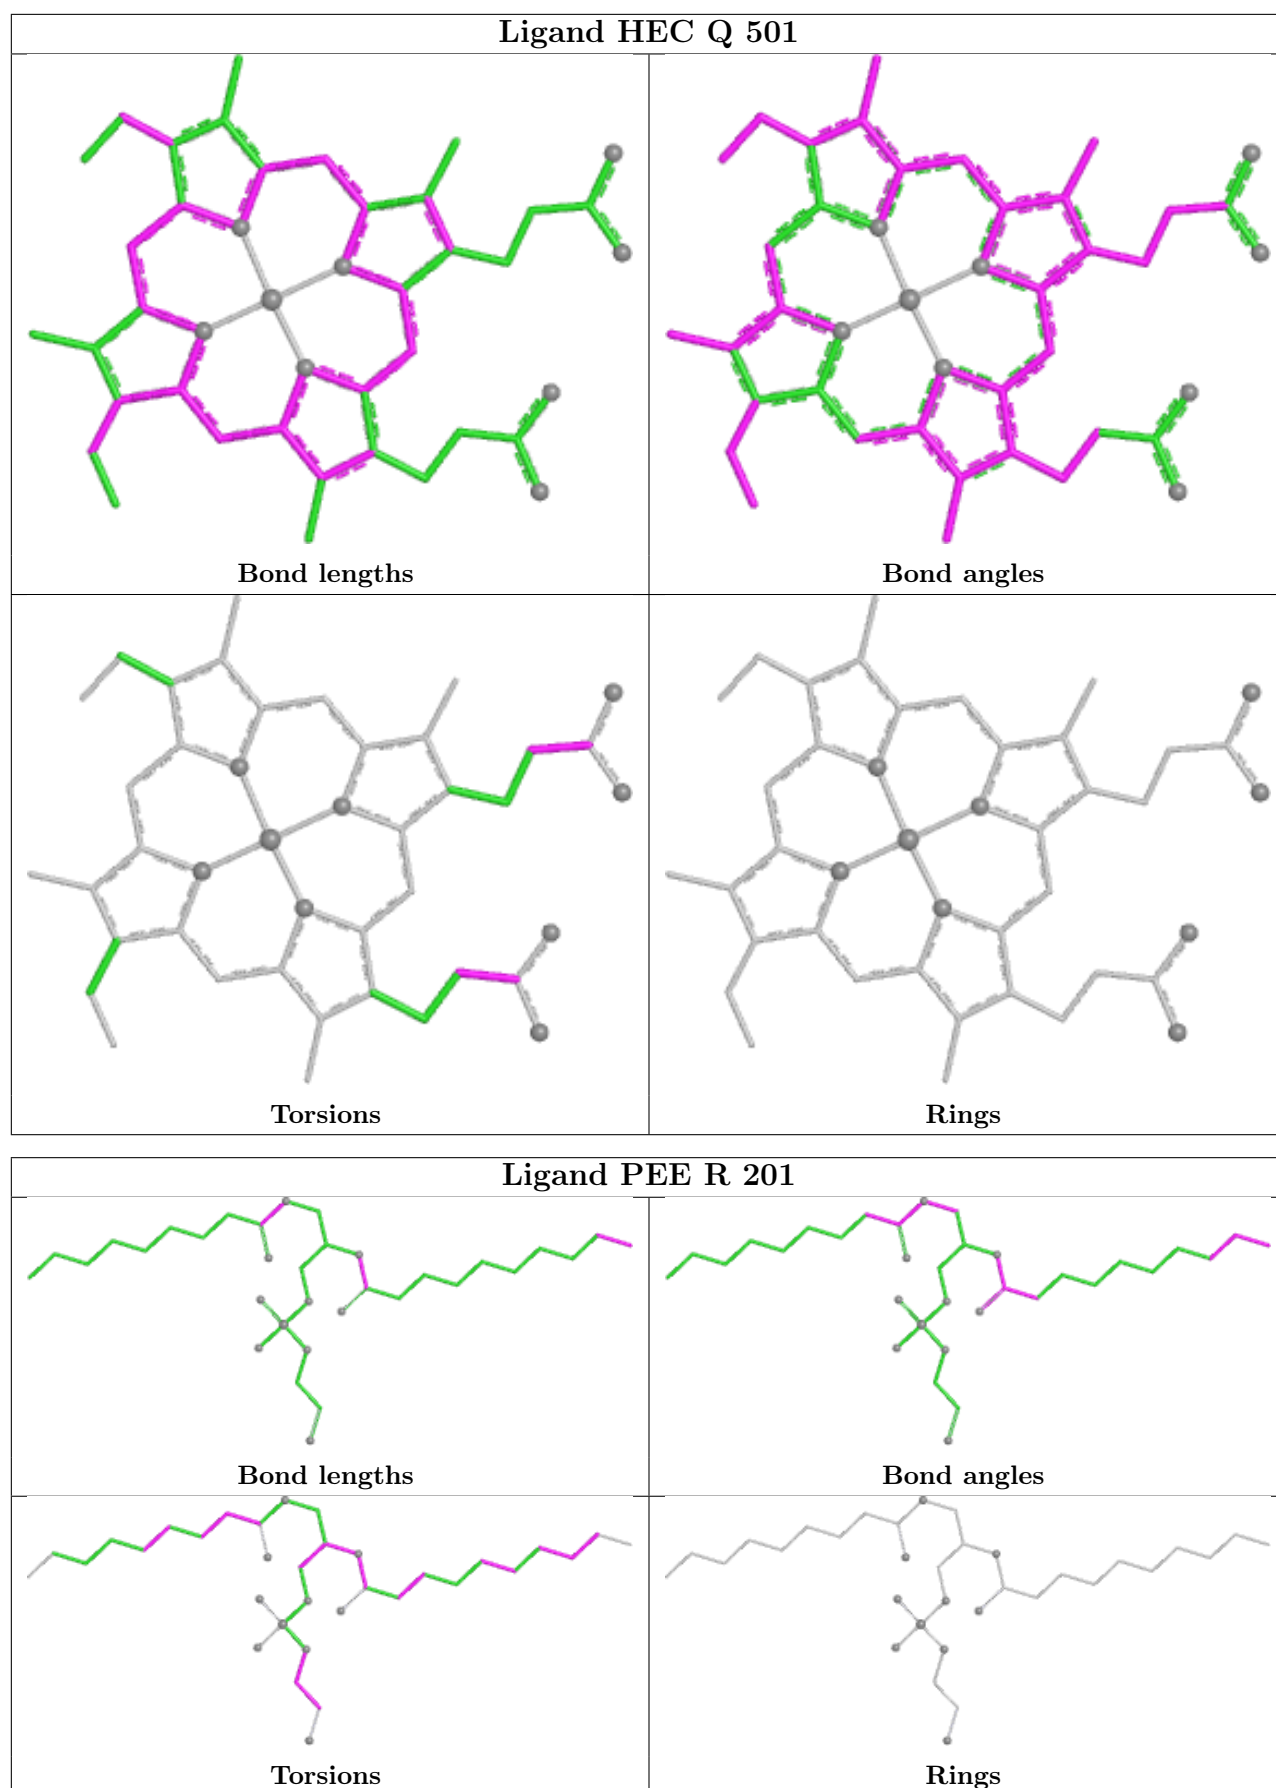 Ligand HEC Q 501
Bond lengths
Bond angles
Torsions
Rings
Ligand PEE R 201
Bond lengths
Bond angles
Torsions
Rings